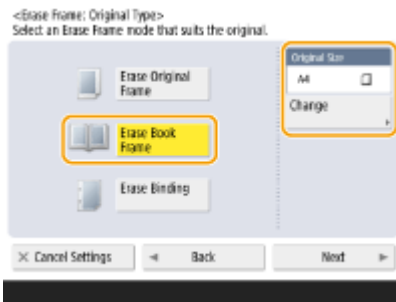 <Erase Frame: Original Type>
Select an Erase Frame mode that suits the original.
Original Size
A4
Change
Erase Original
Frame
Erase Book
Frame
Erase Binding
× Cancel Settings
Back
Next